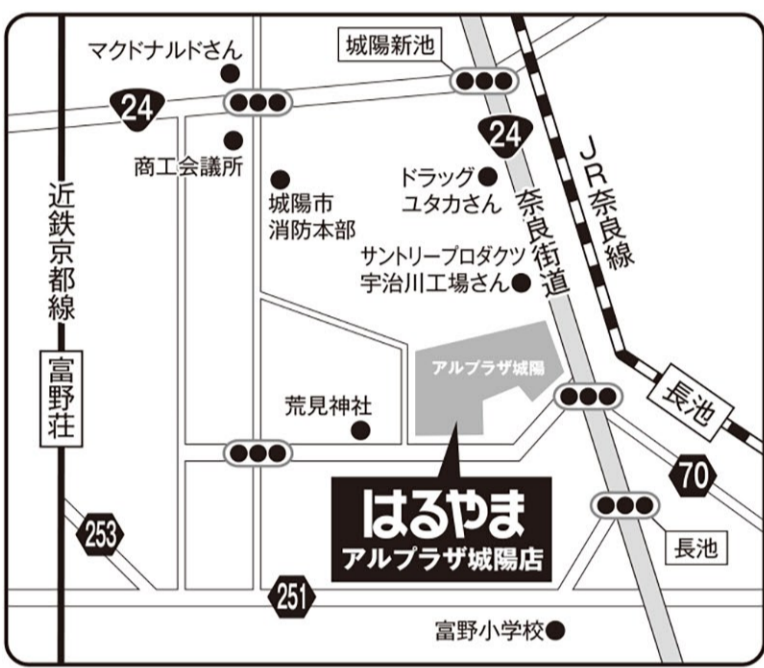 マクドナルドさん
城陽新池
24
24
商工会議所
城陽市
消防本部
ドラッグ
ユタカさん
サントリープロダクツ
宇治川工場さん
奈良街道
JR奈良線
近鉄京都線
富野荘
アルプラザ城陽
荒見神社
長池
はるやま
アルプラザ城陽店
70
長池
253
251
富野小学校